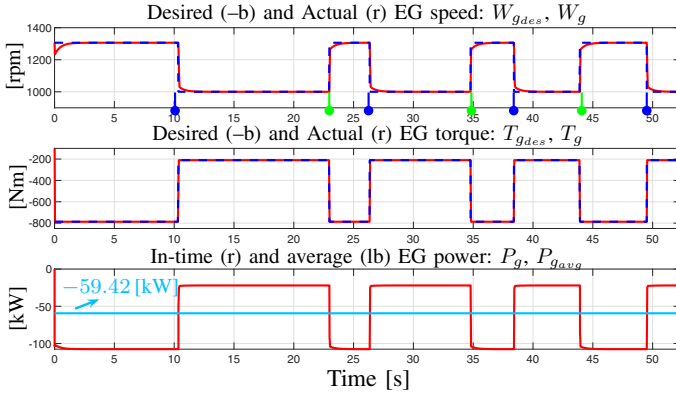 Desired (–b) and Actual (r) EG speed: W_{g_{des}}, W_g
1400
1200
1000
[rpm]
0 5 10 15 20 25 30 35 40 45 50
Desired (–b) and Actual (r) EG torque: T_{g_{des}}, T_g
-200
-400
-600
-800
[Nm]
0 5 10 15 20 25 30 35 40 45 50
In-time (r) and average (lb) EG power: P_g, P_{g_{avg}}
0
-50
-100
[kW]
−59.42 [kW]
0 5 10 15 20 25 30 35 40 45 50
Time [s]